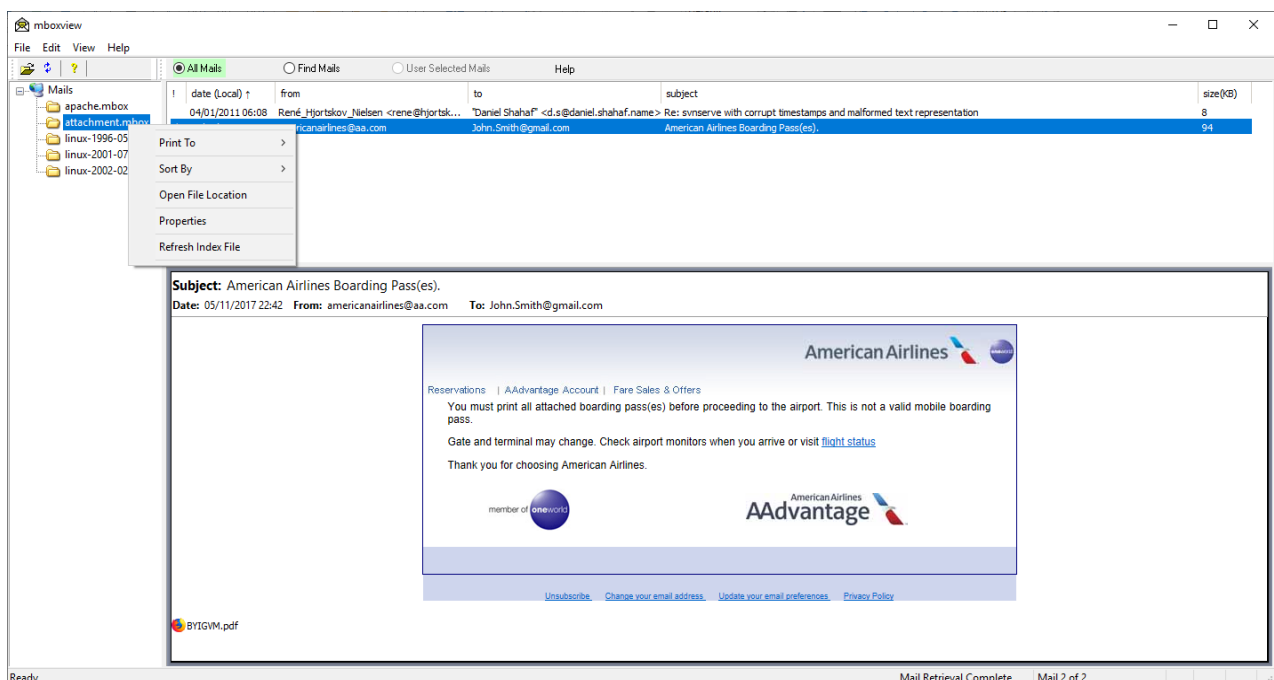 mboxview
File Edit View Help
All Mails Find Mails User Selected Mails Help
Mails
apache.mbox
attachment.mbox
linux-1996-05
linux-2001-07
linux-2002-02
Print To
Sort By
Open File Location
Properties
Refresh Index File
! date (Local) from to subject size(KB)
04/01/2011 06:08 René_Hjortskov_Nielsen <rene@hjortsk... "Daniel Shahaf" <d.s@daniel.shahaf.name> Re: svnserve with corrupt timestamps and malformed text representation 8
ricanairlines@aa.com John.Smith@gmail.com American Airlines Boarding Pass(es). 94
Subject: American Airlines Boarding Pass(es).
Date: 05/11/2017 22:42 From: americanairlines@aa.com To: John.Smith@gmail.com
American Airlines oneworld
Reservations | AAdvantage Account | Fare Sales & Offers
You must print all attached boarding pass(es) before proceeding to the airport. This is not a valid mobile boarding
pass.
Gate and terminal may change. Check airport monitors when you arrive or visit flight status
Thank you for choosing American Airlines.
member of oneworld
American Airlines
AAdvantage
Unsubscribe Change your email address Update your email preferences Privacy Policy
BYIGVM.pdf
Ready Mail Retrieval Complete Mail 2 of 2